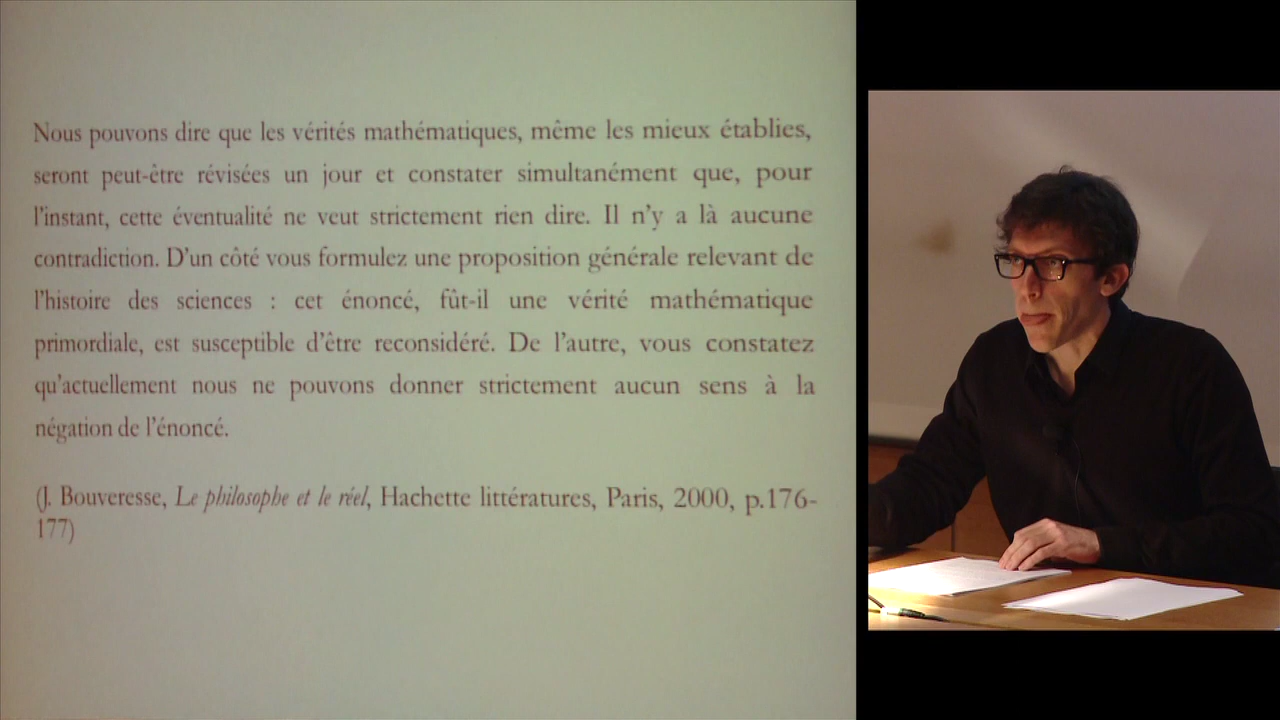 Nous pouvons dire que les vérités mathématiques, même les mieux établies,
seront peut-être révisées un jour et constater simultanément que, pour
l'instant, cette éventualité ne veut strictement rien dire. Il n'y a là aucune
contradiction. D'un côté vous formulez une proposition générale relevant de
l'histoire des sciences : cet énoncé, fût-il une vérité mathématique
primordiale, est susceptible d'être reconsidéré. De l'autre, vous constatez
qu'actuellement nous ne pouvons donner strictement aucun sens à la
négation de l'énoncé.
(J. Bouveresse, Le philosophe et le réel, Hachette littératures, Paris, 2000, p.176-
177)